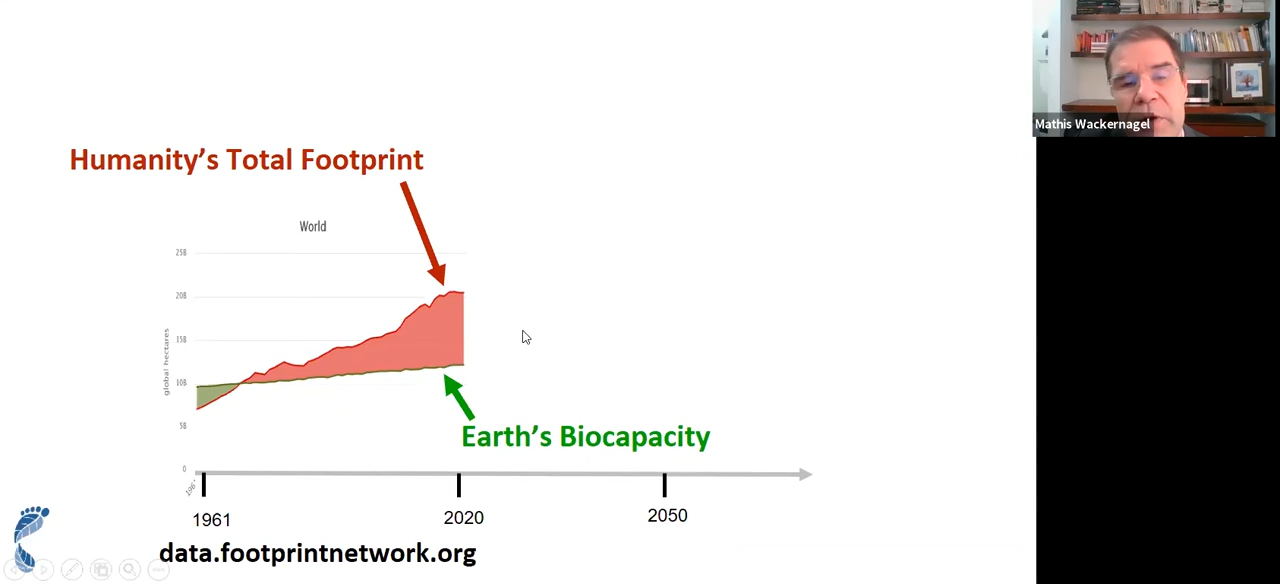 Mathis Wackernagel
Humanity's Total Footprint
World
25B
20B
15B
10B
5B
0
global hectares
Earth's Biocapacity
1961
2020
2050
data.footprintnetwork.org